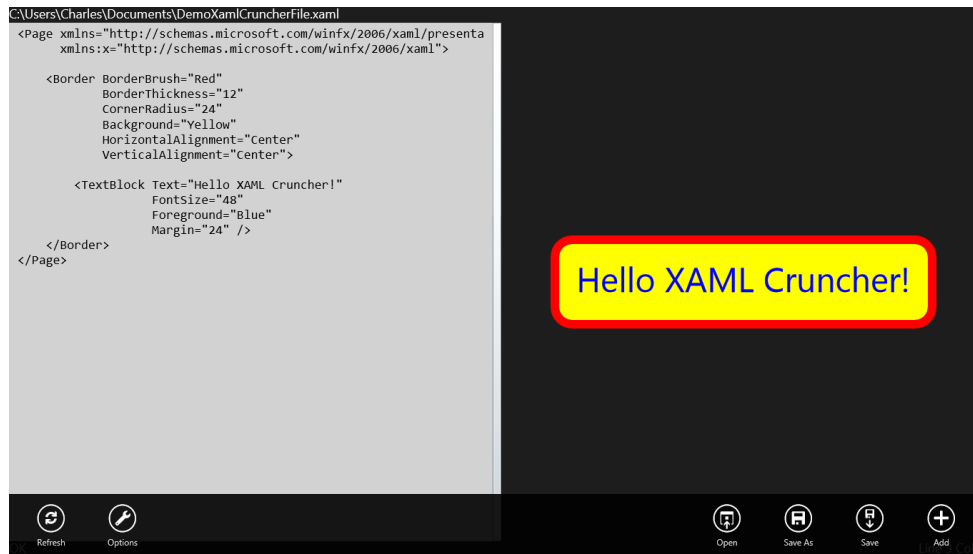 C:\Users\Charles\Documents\DemoXamlCruncherFile.xaml
<Page xmlns="http://schemas.microsoft.com/winfx/2006/xaml/presenta
xmlns:x="http://schemas.microsoft.com/winfx/2006/xaml">
<Border BorderBrush="Red"
BorderThickness="12"
CornerRadius="24"
Background="Yellow"
HorizontalAlignment="Center"
VerticalAlignment="Center">
<TextBlock Text="Hello XAML Cruncher!"
FontSize="48"
Foreground="Blue"
Margin="24" />
</Border>
</Page>
Hello XAML Cruncher!
Refresh
Options
Open
Save As
Save
Add
OK